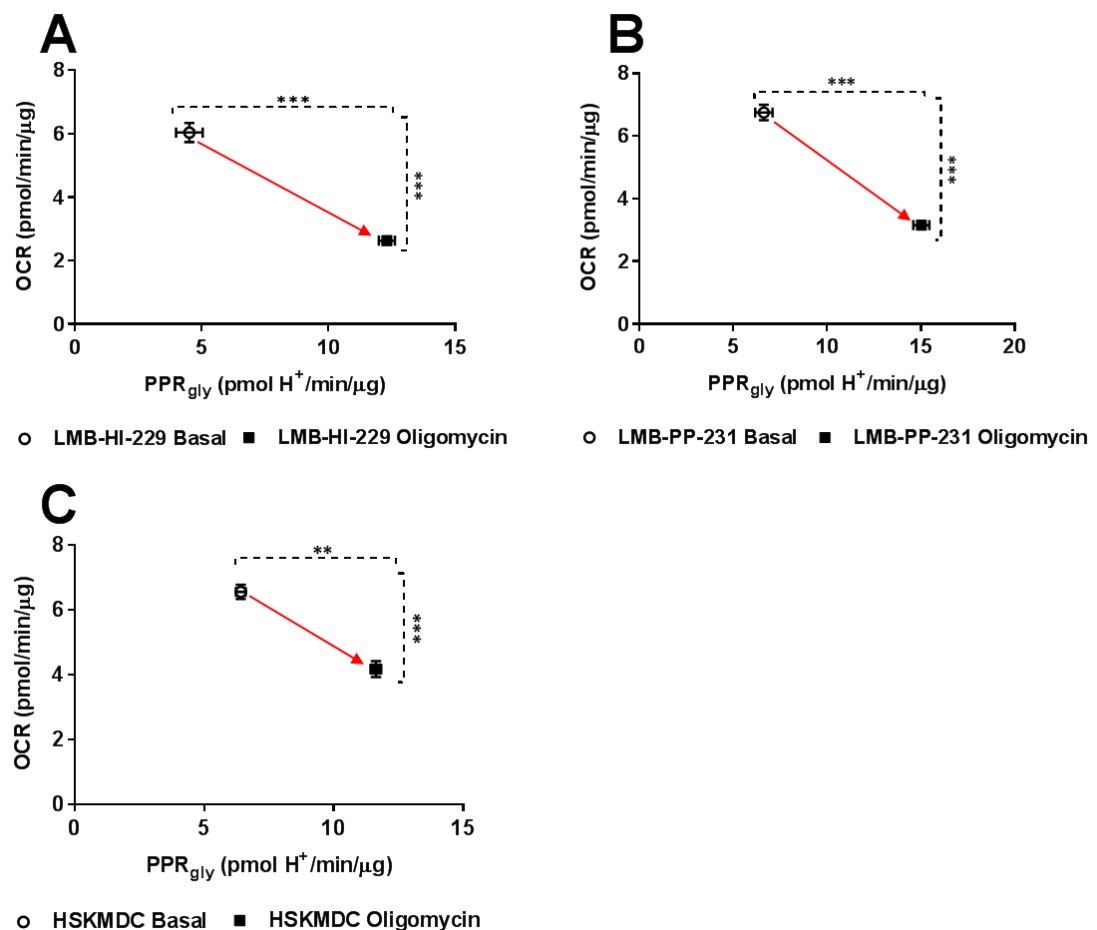 A
8
6
4
2
0
0
5
10
15
OCR (pmol/min/µg)
PPRgly (pmol H+/min/µg)
***
***
LMB-HI-229 Basal
LMB-HI-229 Oligomycin
B
8
6
4
2
0
0
5
10
15
20
OCR (pmol/min/µg)
PPRgly (pmol H+/min/µg)
***
***
LMB-PP-231 Basal
LMB-PP-231 Oligomycin
C
8
6
4
2
0
0
5
10
15
OCR (pmol/min/µg)
PPRgly (pmol H+/min/µg)
**
***
HSKMDC Basal
HSKMDC Oligomycin